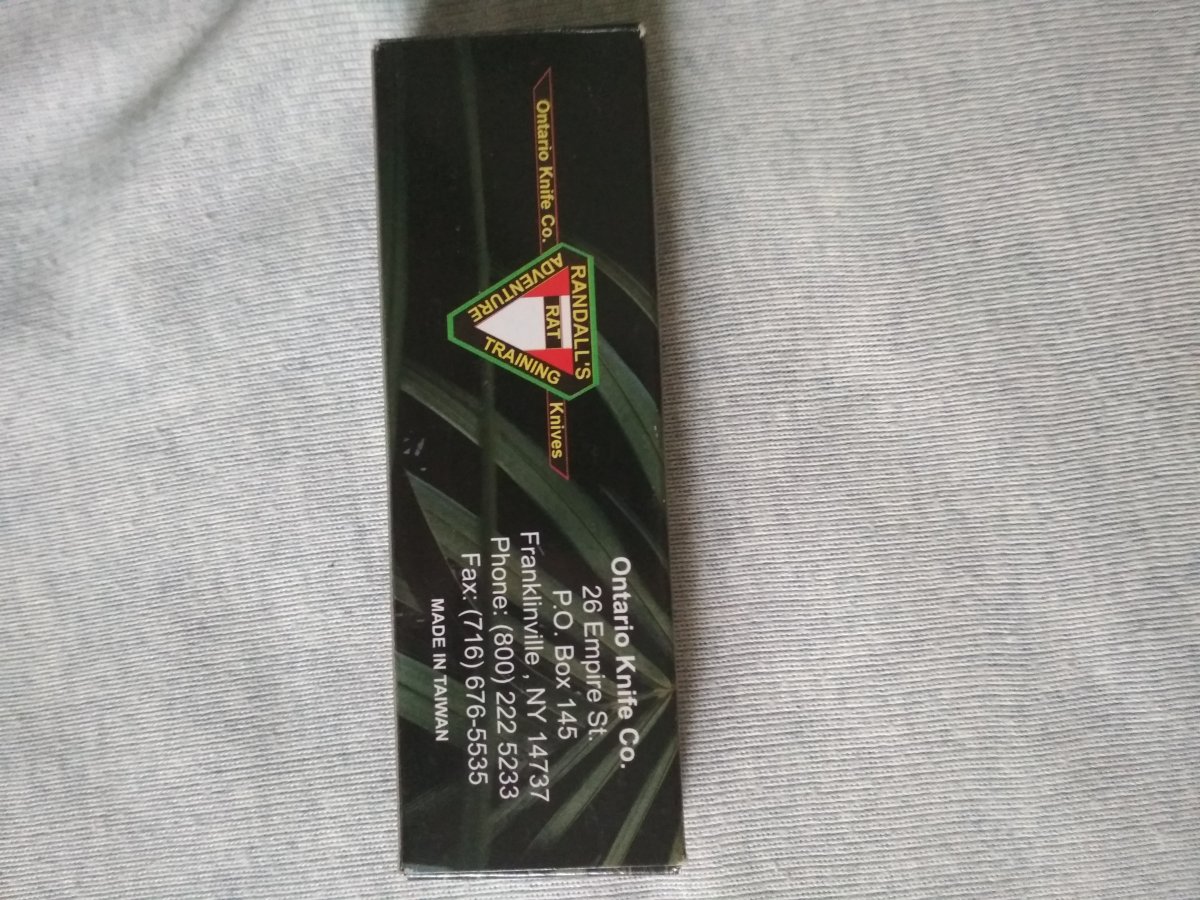 Ontario Knife Co.
RANDALL'S
ADVENTURE
TRAINING
RAT
Knives
Ontario Knife Co.
26 Empire St.
P.O. Box 145
Franklinville , NY 14737
Phone: (800) 222 5233
Fax: (716) 676-5535
MADE IN TAIWAN